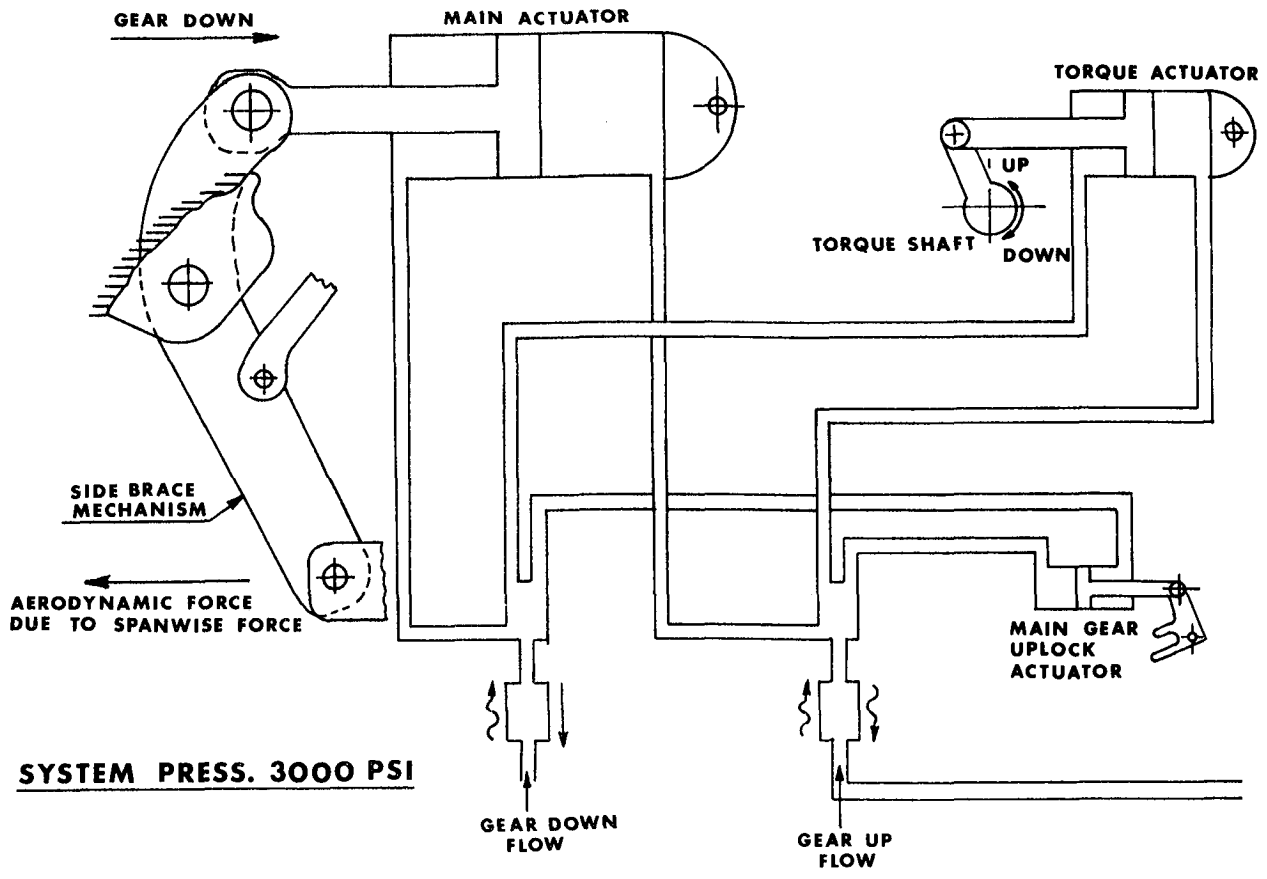 GEAR DOWN
MAIN ACTUATOR
TORQUE ACTUATOR
UP
TORQUE SHAFT
DOWN
SIDE BRACE
MECHANISM
AERODYNAMIC FORCE
DUE TO SPANWISE FORCE
MAIN GEAR
UPLOCK
ACTUATOR
SYSTEM PRESS. 3000 PSI
GEAR DOWN
FLOW
GEAR UP
FLOW